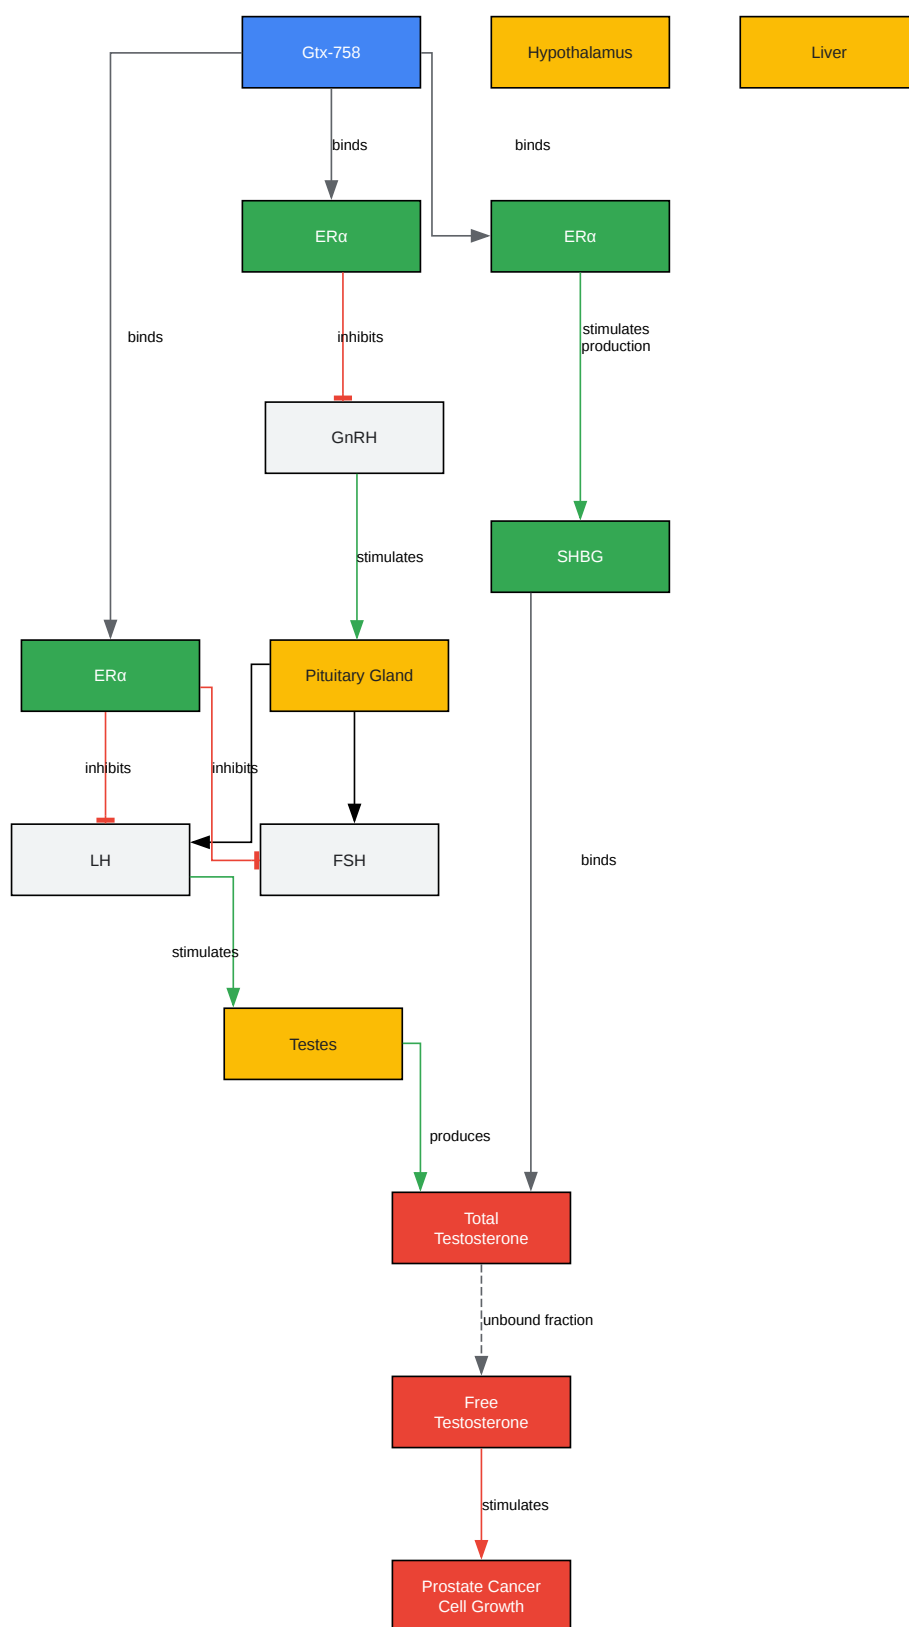 Gtx-758
Hypothalamus
Liver
binds
binds
ERα
ERα
binds
inhibits
stimulates
production
GnRH
stimulates
SHBG
ERα
Pituitary Gland
inhibits
inhibits
LH
FSH
binds
stimulates
Testes
produces
Total
Testosterone
unbound fraction
Free
Testosterone
stimulates
Prostate Cancer
Cell Growth